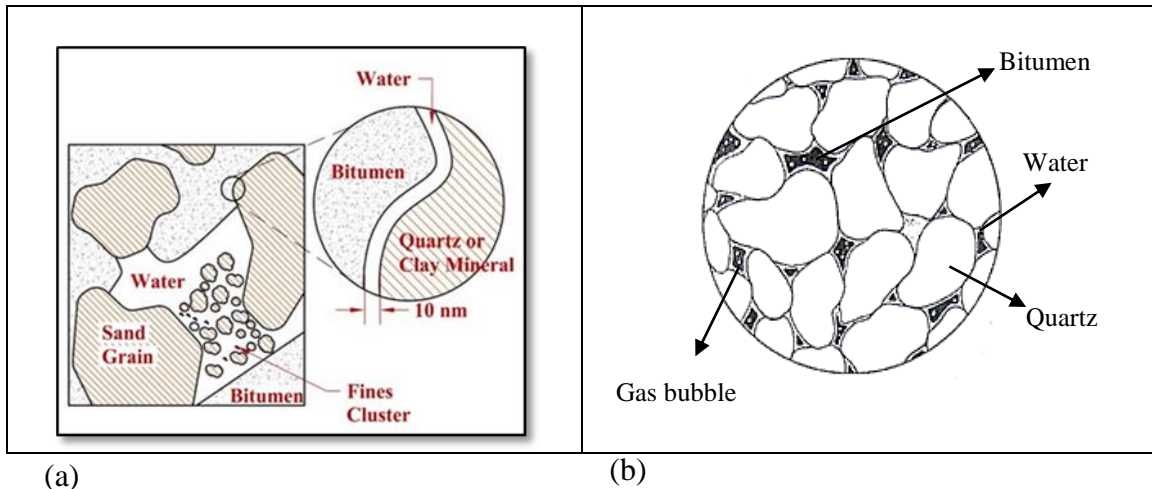 Water
Bitumen
Quartz or
Clay Mineral
10 nm
Water
Sand
Grain
Bitumen
Fines
Cluster
(a)
Bitumen
Water
Quartz
Gas bubble
(b)